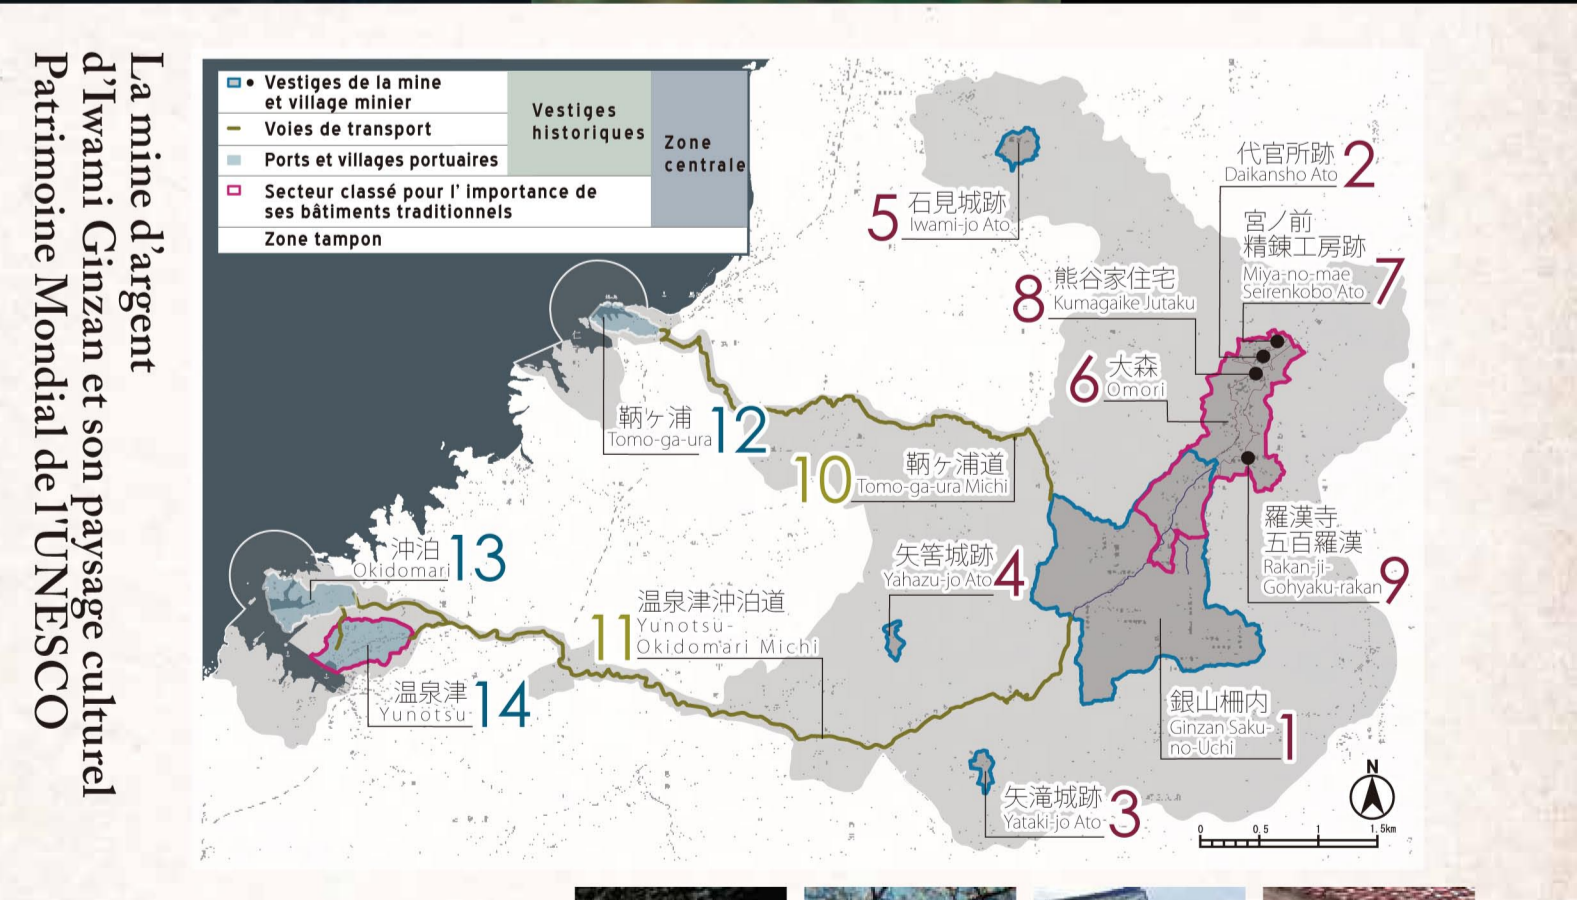 La mine d'argent
d'Iwami Ginzan et son paysage culturel
Patrimoine Mondial de l'UNESCO
Vestiges de la mine
et village minier
Voies de transport
Ports et villages portuaires
Secteur classé pour l' importance de
ses bâtiments traditionnels
Zone tampon
Vestiges
historiques
Zone
centrale
代官所跡
Daikansho Ato
2
石見城跡
Iwami-jo Ato
5
宮ノ前
精錬工房跡
Miya-no-mae
Seirenkobo Ato
7
熊谷家住宅
Kumagaike Jutaku
8
大森
Omori
6
鞆ヶ浦
Tomo-ga-ura
12
鞆ヶ浦道
Tomo-ga-ura Michi
10
羅漢寺
五百羅漢
Rakan-ji-
Gohyaku-rakan
9
沖泊
Okidomari
13
矢筈城跡
Yahazu-jo Ato
4
温泉津沖泊道
Yunotsu-
Okidomari Michi
11
温泉津
Yunotsu
14
銀山柵内
Ginzan Saku-
no-Uchi
1
矢滝城跡
Yataki-jo Ato
3
N
0 0.5 1 1.5km